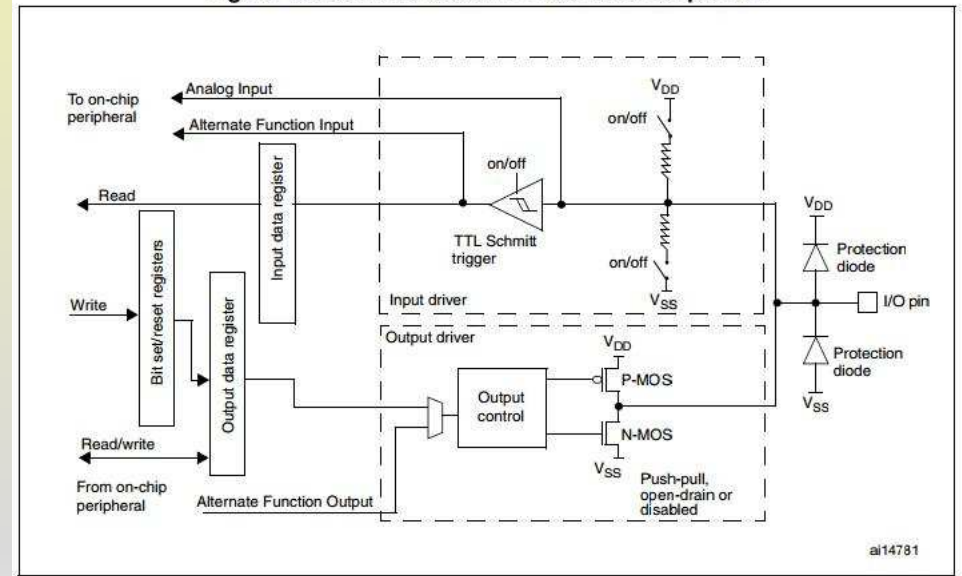 To on-chip
peripheral
Analog Input
Alternate Function Input
Read
Input data register
Bit set/reset registers
Write
Output data register
Read/write
From on-chip
peripheral
Alternate Function Output
on/off
TTL Schmitt
trigger
VDD
on/off
on/off
VSS
Input driver
Output driver
VDD
Output
control
P-MOS
N-MOS
VSS
Push-pull,
open-drain or
disabled
VDD
Protection
diode
I/O pin
Protection
diode
VSS
ai14781